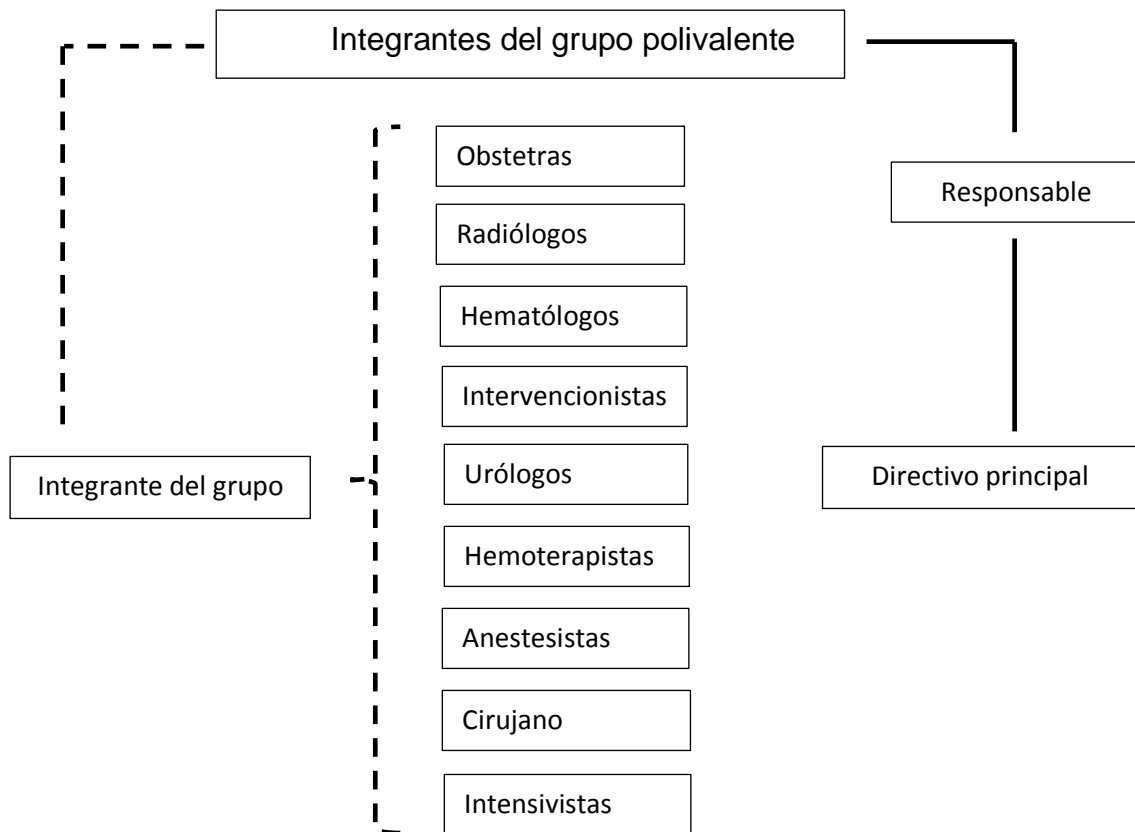 Integrantes del grupo polivalente
Obstetras
Responsable
Radiólogos
Hematólogos
Intervencionistas
Integrante del grupo
Urólogos
Directivo principal
Hemoterapistas
Anestesistas
Cirujano
Intensivistas